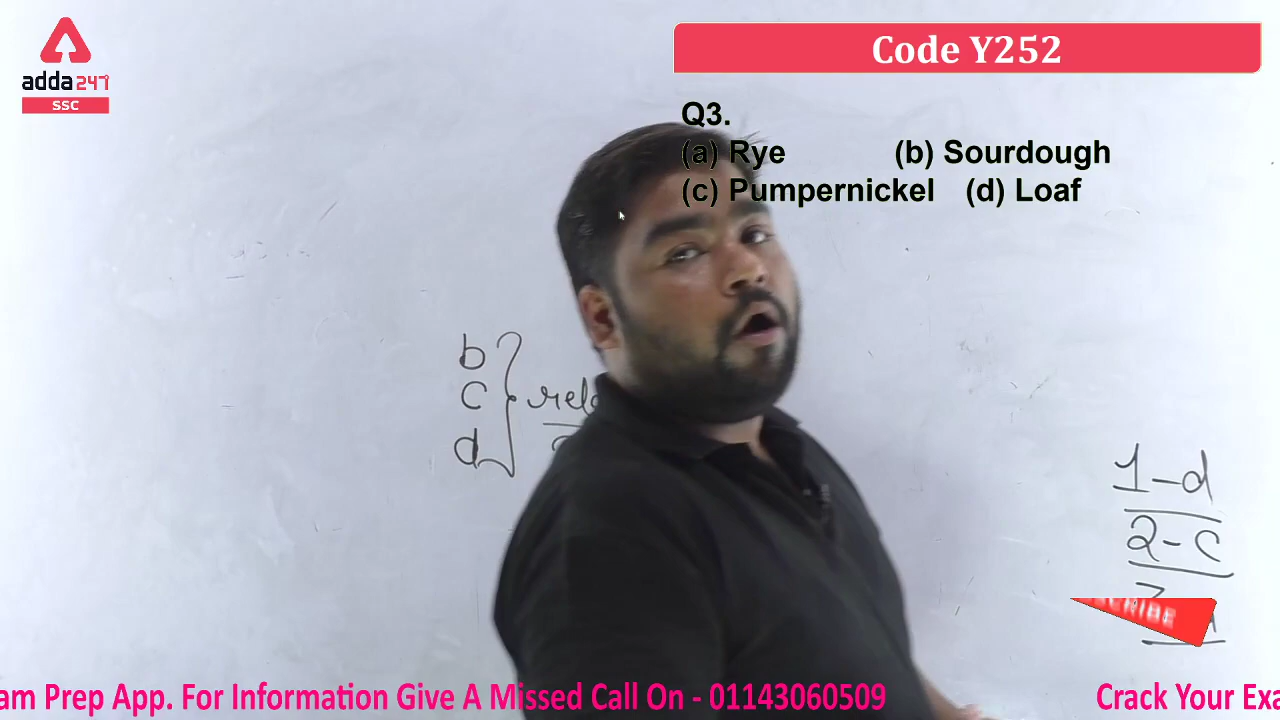 adda247
SSC
Code Y252
Q3.
(a) Rye (b) Sourdough
(c) Pumpernickel (d) Loaf
b
c
d
1-d
2-c
am Prep App. For Information Give A Missed Call On - 01143060509
Crack Your Exa